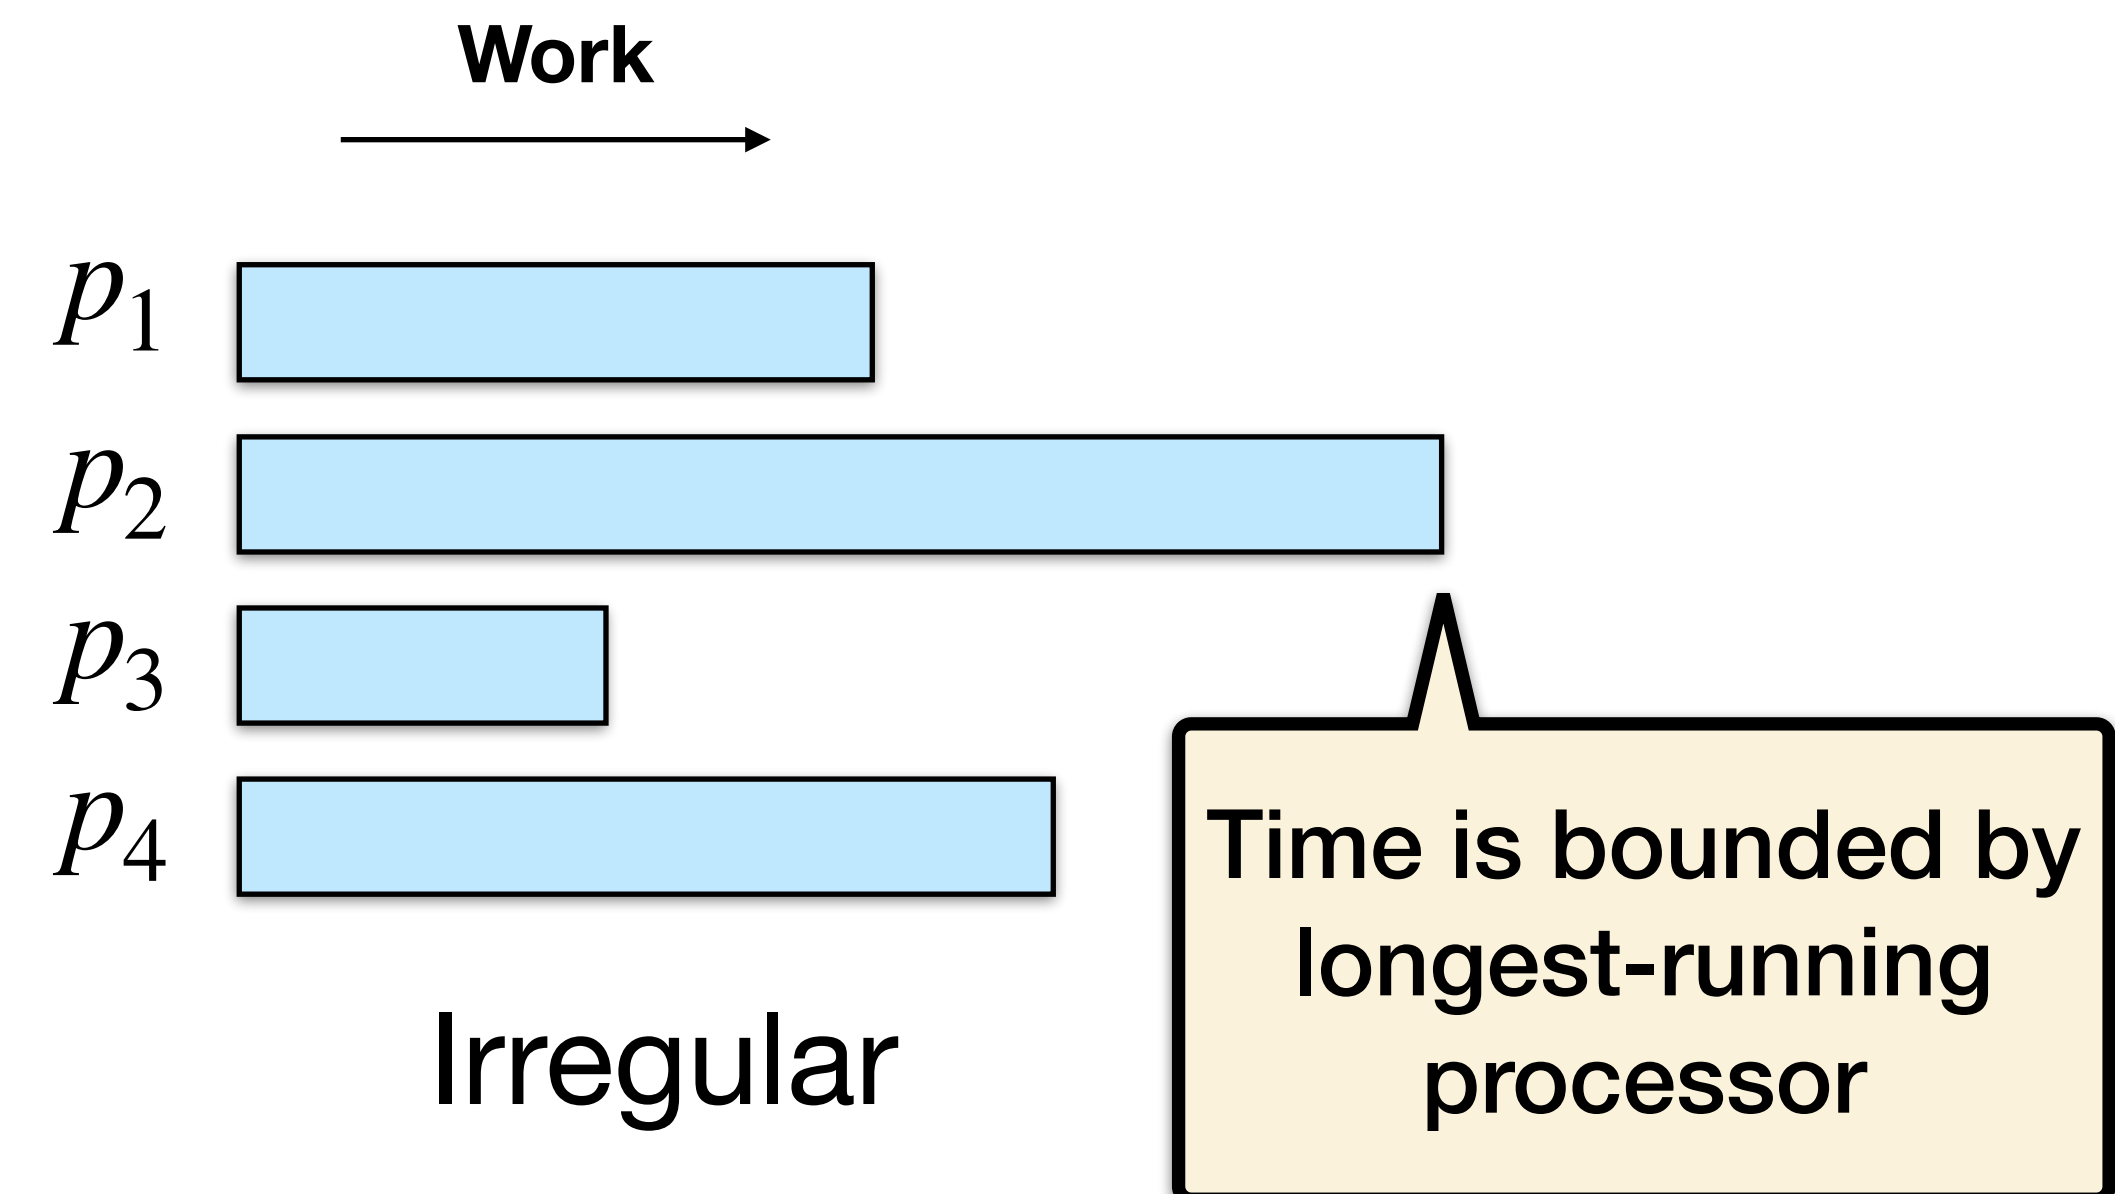 Work
p1
p2
p3
p4
Time is bounded by
longest-running
processor
Irregular